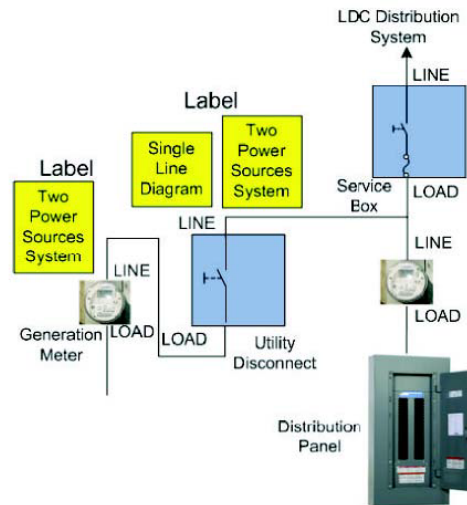 LDC Distribution
System
LINE
Label
Two
Power
Sources
System
Single
Line
Diagram
Label
Two
Power
Sources
System
Service
Box
LOAD
LINE
LINE
LINE
LOAD
Generation
Meter
LOAD
Utility
Disconnect
LOAD
Distribution
Panel